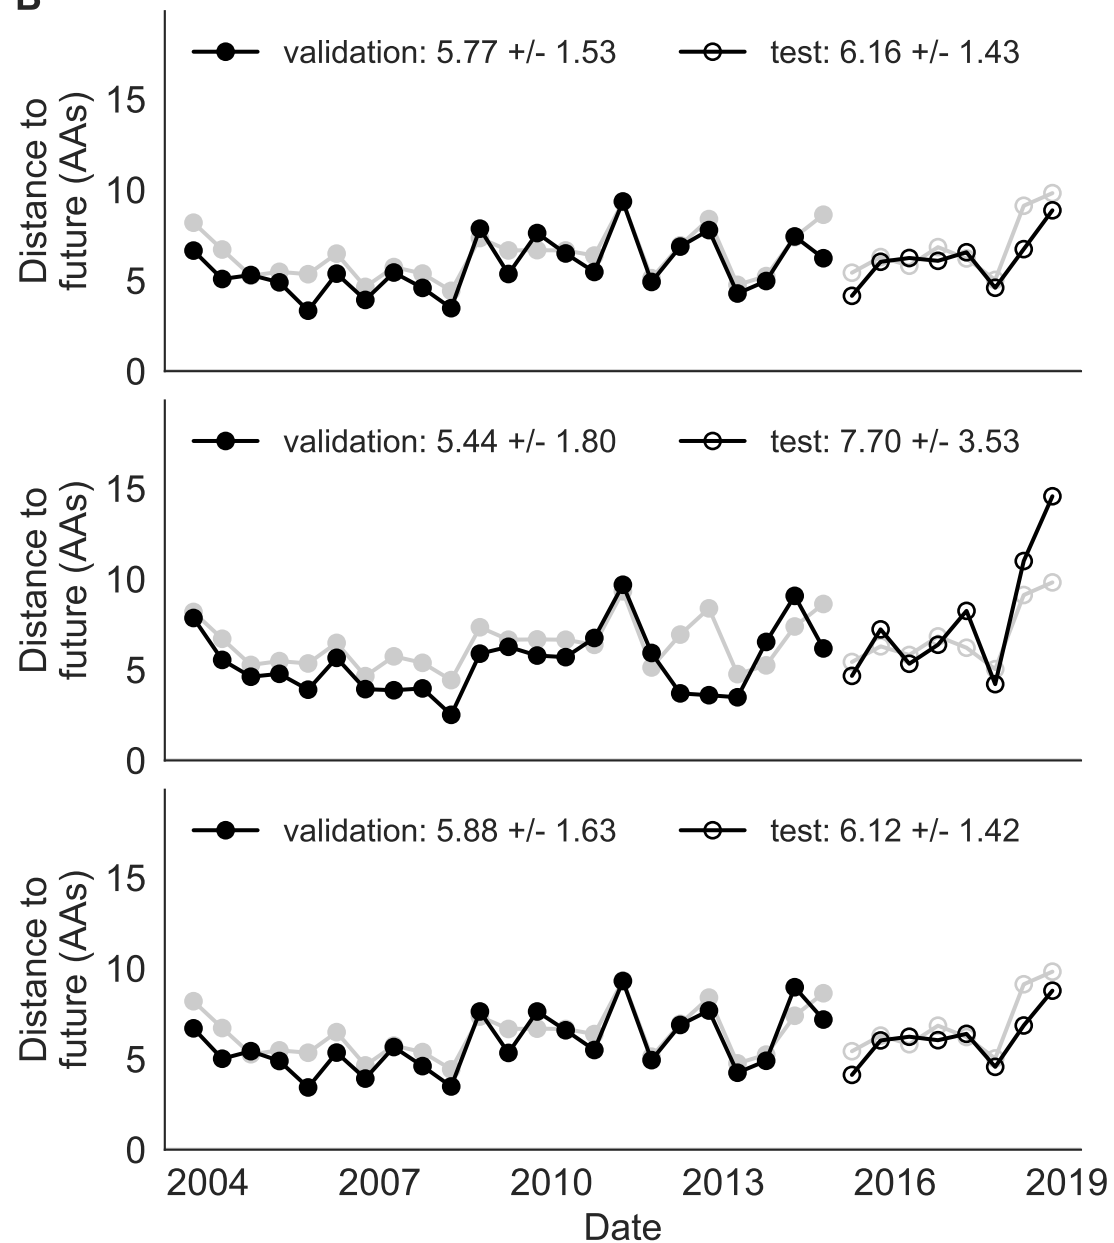 B
validation: 5.77 +/- 1.53 test: 6.16 +/- 1.43
Distance to
future (AAs)
15
10
5
0
validation: 5.44 +/- 1.80 test: 7.70 +/- 3.53
Distance to
future (AAs)
15
10
5
0
validation: 5.88 +/- 1.63 test: 6.12 +/- 1.42
Distance to
future (AAs)
15
10
5
0
2004 2007 2010 2013 2016 2019
Date